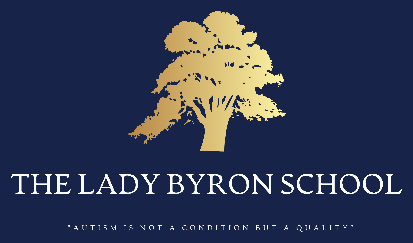 THE LADY BYRON SCHOOL
"AUTISM IS NOT A CONDITION BUT A QUALITY"